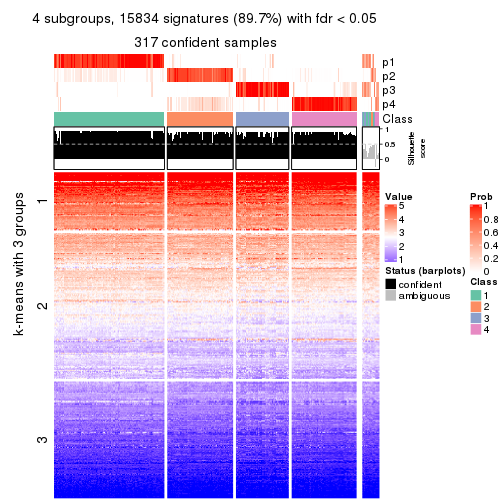 4 subgroups, 15834 signatures (89.7%) with fdr < 0.05
317 confident samples
p1
p2
p3
p4
Class
1
0.5
0
Silhouette
score
k-means with 3 groups
1
2
3
Value
5
4
3
2
1
Status (barplots)
confident
ambiguous
Prob
1
0.8
0.6
0.4
0.2
0
Class
1
2
3
4